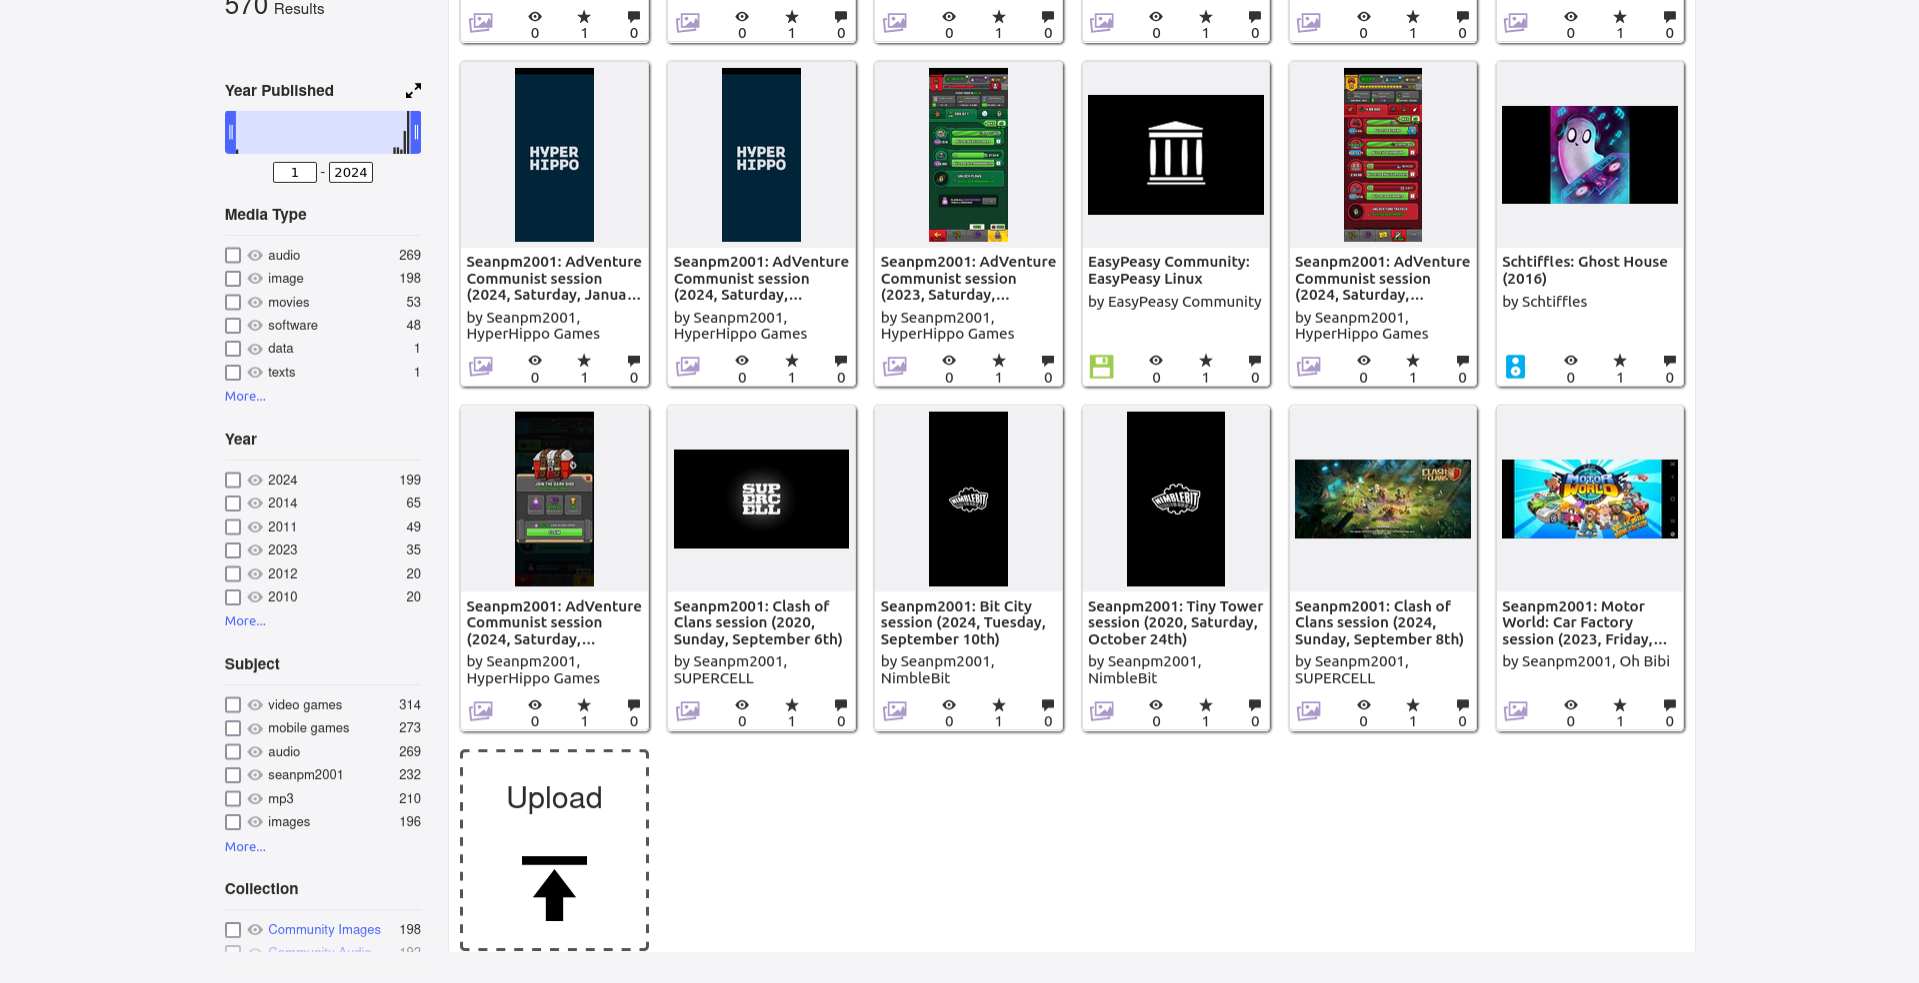 570 Results
0 1 0
0 1 0
0 1 0
0 1 0
0 1 0
0 1 0
Year Published
1 - 2024
Media Type
audio 269
image 198
movies 53
software 48
data 1
texts 1
More...
Year
2024 199
2014 65
2011 49
2023 35
2012 20
2010 20
More...
Subject
video games 314
mobile games 273
audio 269
seanpm2001 232
mp3 210
images 196
More...
Collection
Community Images 198
Community Audio 192
HYPER
HIPPO
Seanpm2001: AdVenture
Communist session
(2024, Saturday, Janua...
by Seanpm2001,
HyperHippo Games
0 1 0
HYPER
HIPPO
Seanpm2001: AdVenture
Communist session
(2024, Saturday,...
by Seanpm2001,
HyperHippo Games
0 1 0
Seanpm2001: AdVenture
Communist session
(2023, Saturday,...
by Seanpm2001,
HyperHippo Games
0 1 0
EasyPeasy Community:
EasyPeasy Linux
by EasyPeasy Community
0 1 0
Seanpm2001: AdVenture
Communist session
(2024, Saturday,...
by Seanpm2001,
HyperHippo Games
0 1 0
Schtiffles: Ghost House
(2016)
by Schtiffles
0 1 0
JOIN THE DARK SIDE
Seanpm2001: AdVenture
Communist session
(2024, Saturday,...
by Seanpm2001,
HyperHippo Games
0 1 0
SUP
ERC
ELL
Seanpm2001: Clash of
Clans session (2020,
Sunday, September 6th)
by Seanpm2001,
SUPERCELL
0 1 0
NIMBLEBIT
Seanpm2001: Bit City
session (2024, Tuesday,
September 10th)
by Seanpm2001,
NimbleBit
0 1 0
NIMBLEBIT
Seanpm2001: Tiny Tower
session (2020, Saturday,
October 24th)
by Seanpm2001,
NimbleBit
0 1 0
CLASH
OF CLANS
Seanpm2001: Clash of
Clans session (2024,
Sunday, September 8th)
by Seanpm2001,
SUPERCELL
0 1 0
MOTOR
WORLD
Seanpm2001: Motor
World: Car Factory
session (2023, Friday,...
by Seanpm2001, Oh Bibi
0 1 0
Upload